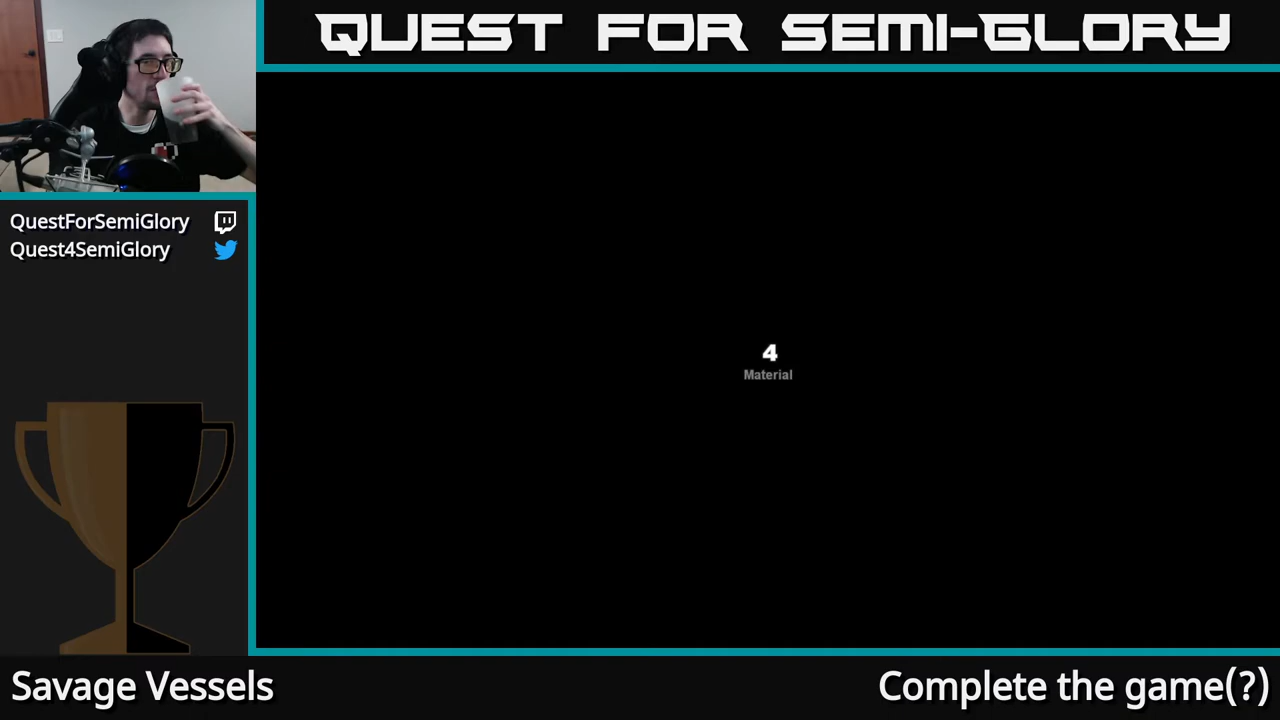 QUEST FOR SEMI-GLORY
QuestForSemiGlory
Quest4SemiGlory
4
Material
Savage Vessels
Complete the game(?)